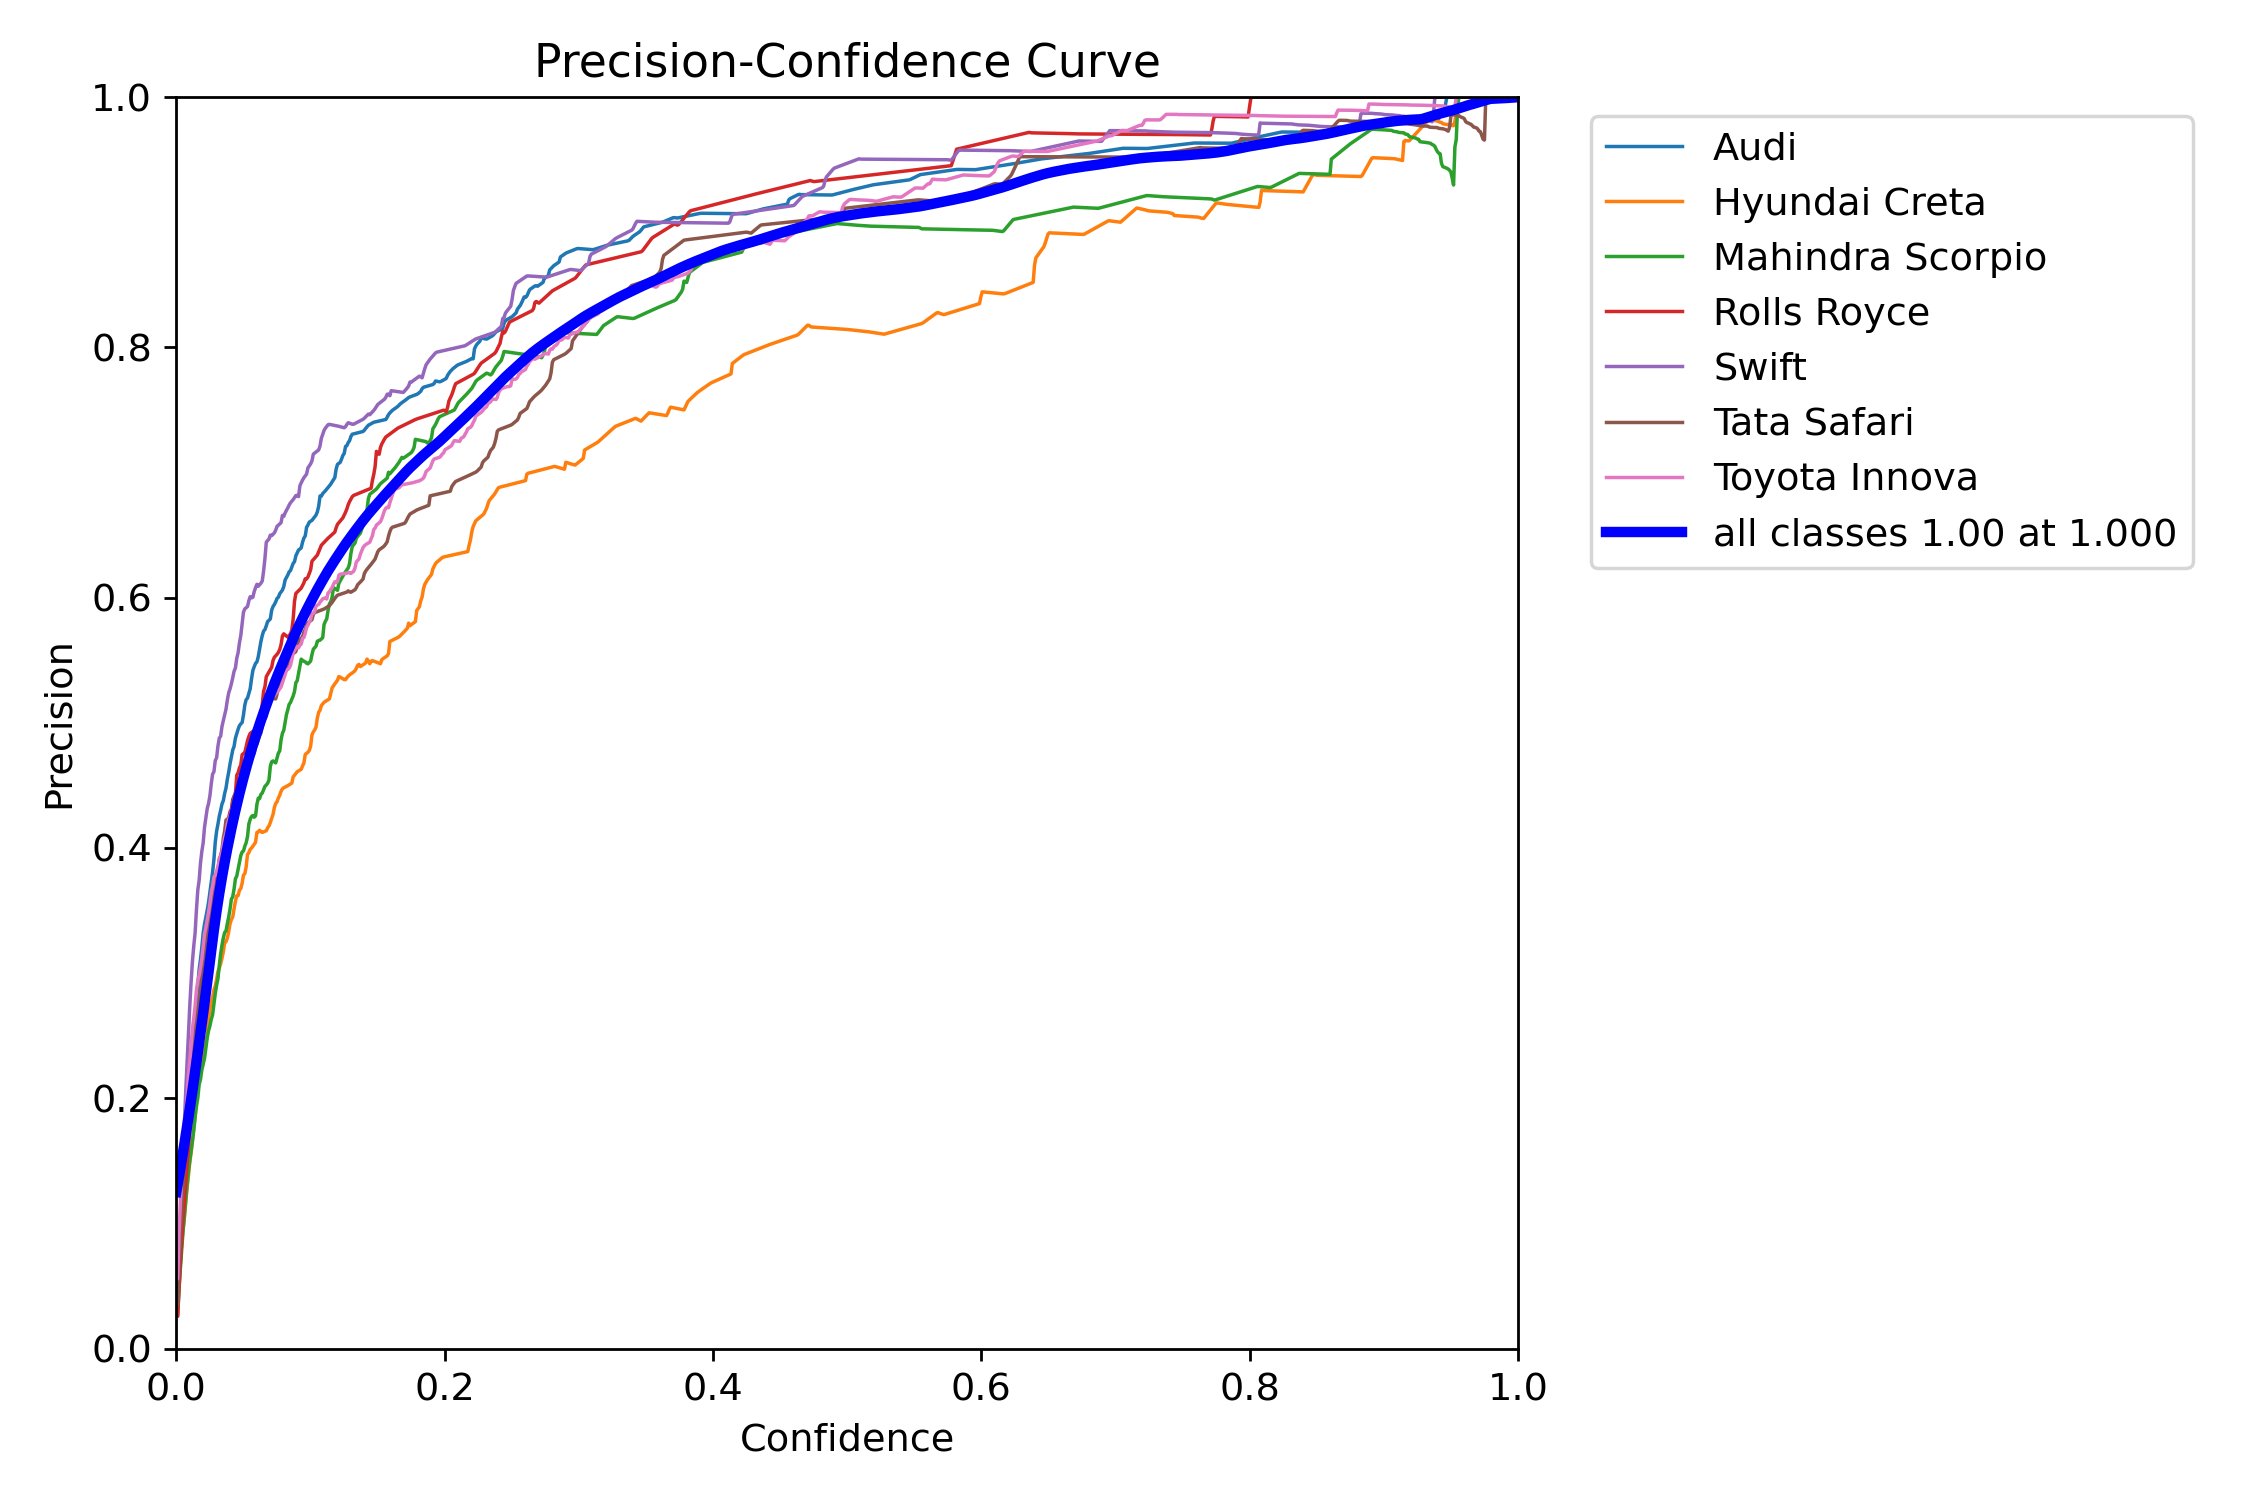 Precision-Confidence Curve
1.0
0.8
0.6
0.4
0.2
0.0
Precision
0.0 0.2 0.4 0.6 0.8 1.0
Confidence
Audi
Hyundai Creta
Mahindra Scorpio
Rolls Royce
Swift
Tata Safari
Toyota Innova
all classes 1.00 at 1.000